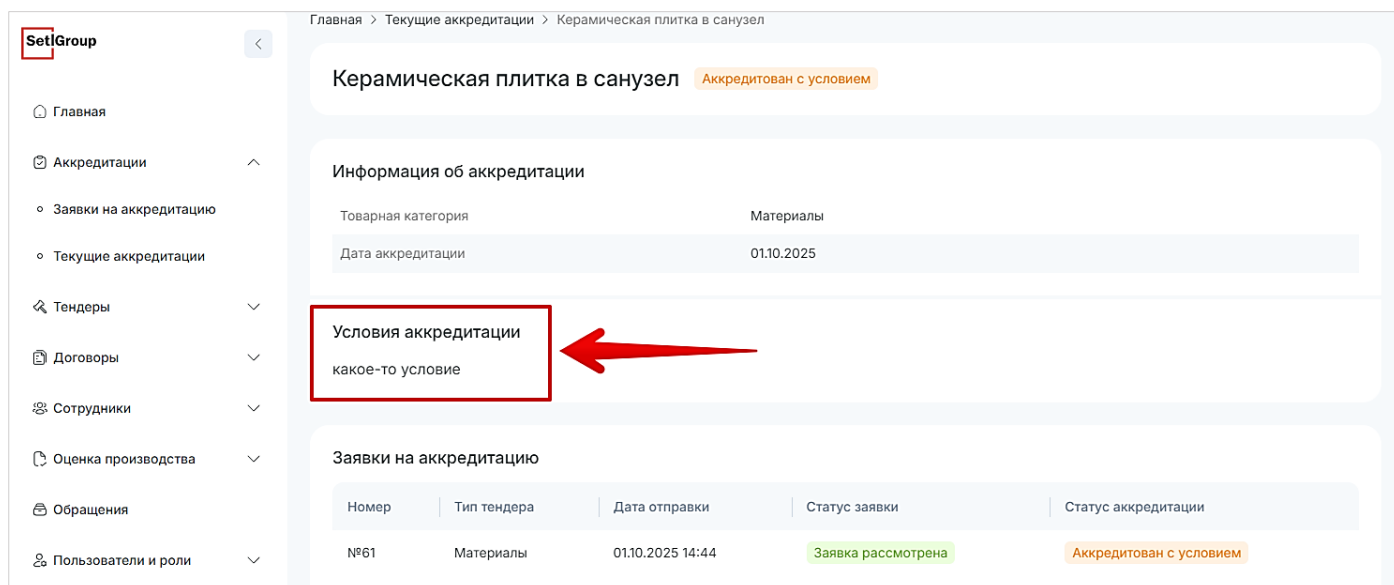 SetlGroup
Главная > Текущие аккредитации > Керамическая плитка в санузел
Керамическая плитка в санузел Аккредитован с условием
Главная
Аккредитации
Заявки на аккредитацию
Текущие аккредитации
Тендеры
Договоры
Сотрудники
Оценка производства
Обращения
Пользователи и роли
Информация об аккредитации
Товарная категория Материалы
Дата аккредитации 01.10.2025
Условия аккредитации
какое-то условие
Заявки на аккредитацию
Номер Тип тендера Дата отправки Статус заявки Статус аккредитации
№61 Материалы 01.10.2025 14:44 Заявка рассмотрена Аккредитован с условием